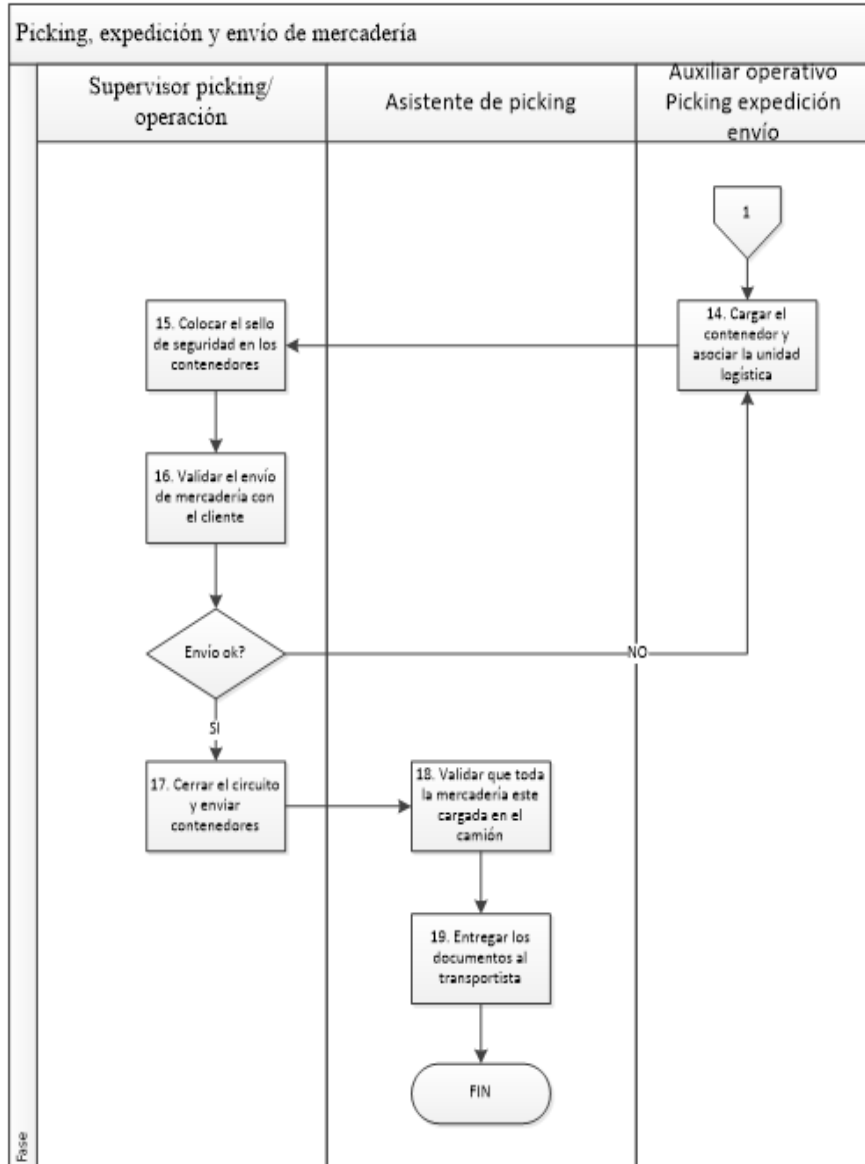 Picking, expedición y envío de mercadería
Supervisor picking/
operación
Asistente de picking
Auxiliar operativo
Picking expedición
envío
1
14. Cargar el
contenedor y
asociar la unidad
logística
15. Colocar el sello
de seguridad en los
contenedores
16. Validar el envío
de mercadería con
el cliente
Envío ok?
NO
SI
17. Cerrar el circuito
y enviar
contenedores
18. Validar que toda
la mercadería este
cargada en el
camión
19. Entregar los
documentos al
transportista
FIN
Fase